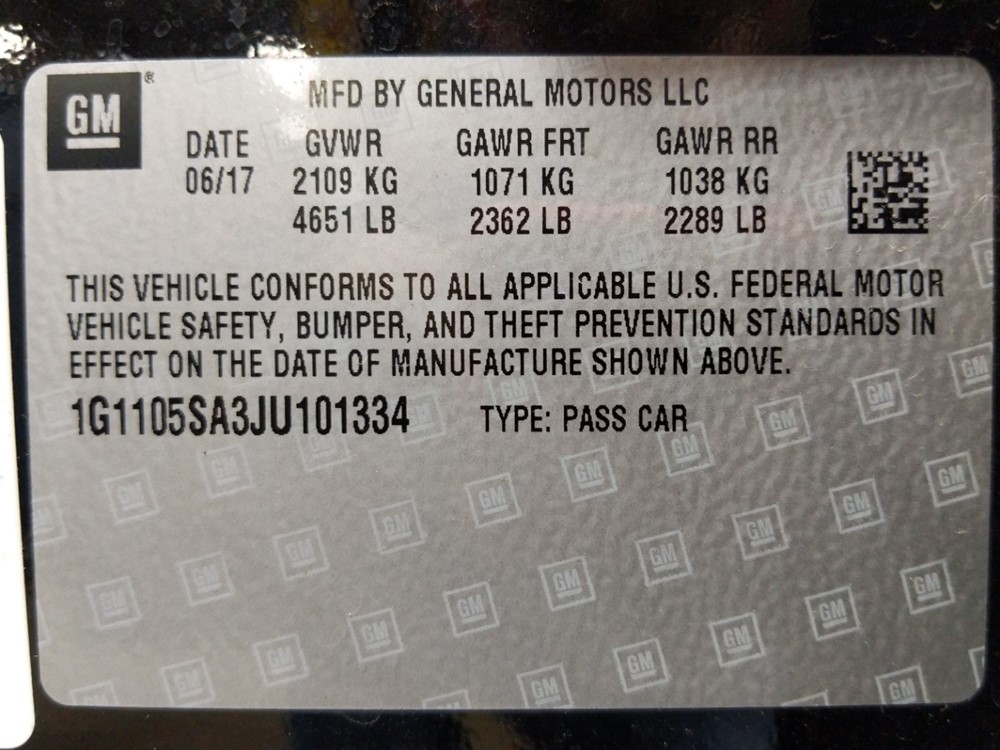 GM ®
MFD BY GENERAL MOTORS LLC
DATE GVWR GAWR FRT GAWR RR
06/17 2109 KG 1071 KG 1038 KG
4651 LB 2362 LB 2289 LB
THIS VEHICLE CONFORMS TO ALL APPLICABLE U.S. FEDERAL MOTOR
VEHICLE SAFETY, BUMPER, AND THEFT PREVENTION STANDARDS IN
EFFECT ON THE DATE OF MANUFACTURE SHOWN ABOVE.
1G1105SA3JU101334 TYPE: PASS CAR